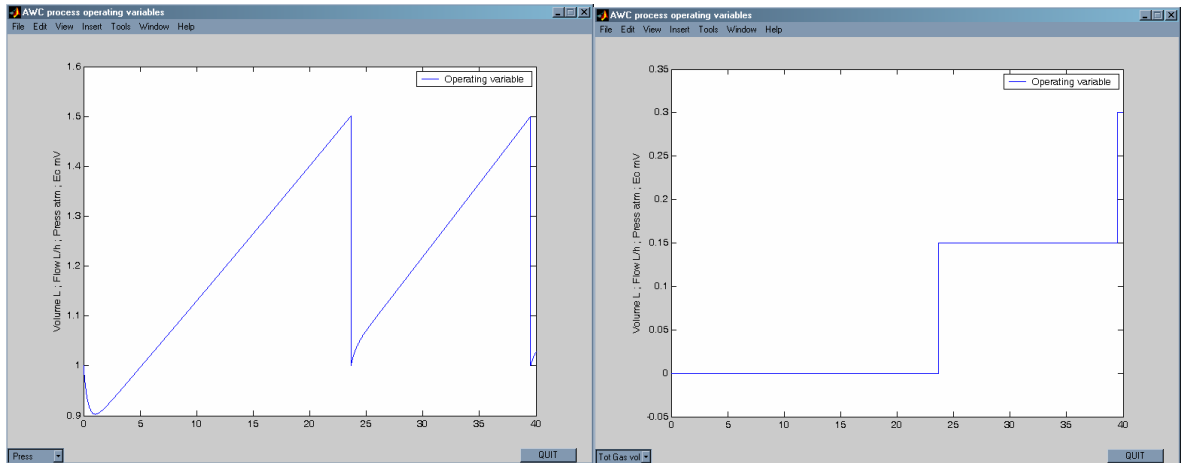 AWC process operating variables
File Edit View Insert Tools Window Help
Operating variable
1.6
1.5
1.4
1.3
1.2
1.1
1
0.9
Volume L ; Flow L/h ; Press atm ; Eo mV
0 5 10 15 20 25 30 35 40
Press
QUIT
AWC process operating variables
File Edit View Insert Tools Window Help
Operating variable
0.35
0.3
0.25
0.2
0.15
0.1
0.05
0
-0.05
Volume L ; Flow L/h ; Press atm ; Eo mV
0 5 10 15 20 25 30 35 40
Tot Gas vol
QUIT